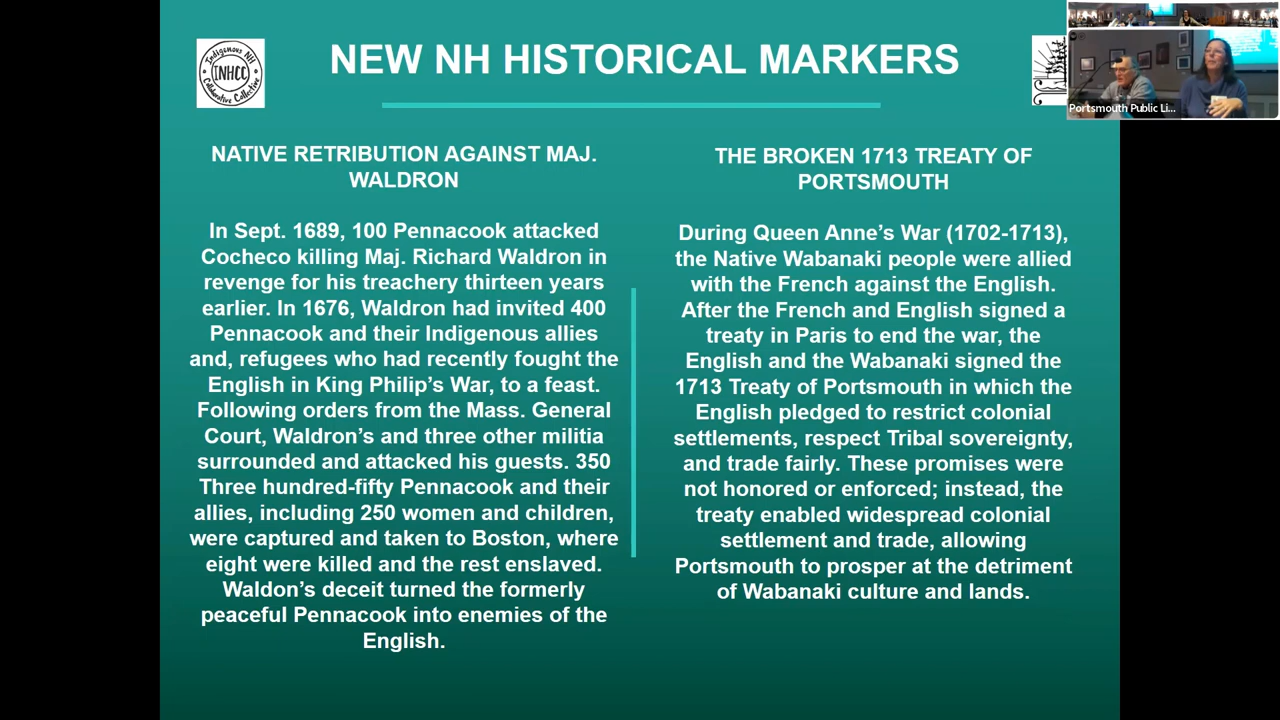 NEW NH HISTORICAL MARKERS
Indigenous NH
INHCC
Collaborative Collective
Portsmouth Public Li...
NATIVE RETRIBUTION AGAINST MAJ.
WALDRON
In Sept. 1689, 100 Pennacook attacked
Cocheco killing Maj. Richard Waldron in
revenge for his treachery thirteen years
earlier. In 1676, Waldron had invited 400
Pennacook and their Indigenous allies
and, refugees who had recently fought the
English in King Philip's War, to a feast.
Following orders from the Mass. General
Court, Waldron's and three other militia
surrounded and attacked his guests. 350
Three hundred-fifty Pennacook and their
allies, including 250 women and children,
were captured and taken to Boston, where
eight were killed and the rest enslaved.
Waldon's deceit turned the formerly
peaceful Pennacook into enemies of the
English.
THE BROKEN 1713 TREATY OF
PORTSMOUTH
During Queen Anne's War (1702-1713),
the Native Wabanaki people were allied
with the French against the English.
After the French and English signed a
treaty in Paris to end the war, the
English and the Wabanaki signed the
1713 Treaty of Portsmouth in which the
English pledged to restrict colonial
settlements, respect Tribal sovereignty,
and trade fairly. These promises were
not honored or enforced; instead, the
treaty enabled widespread colonial
settlement and trade, allowing
Portsmouth to prosper at the detriment
of Wabanaki culture and lands.